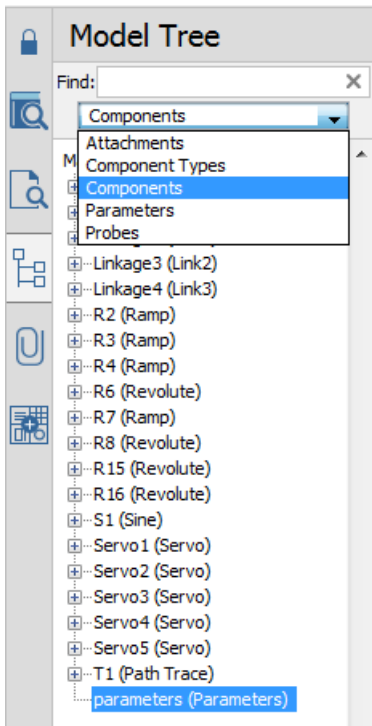 Model Tree
Find:
Components
Attachments
Component Types
Components
Parameters
Probes
Linkage3 (Link2)
Linkage4 (Link3)
R2 (Ramp)
R3 (Ramp)
R4 (Ramp)
R6 (Revolute)
R7 (Ramp)
R8 (Revolute)
R15 (Revolute)
R16 (Revolute)
S1 (Sine)
Servo1 (Servo)
Servo2 (Servo)
Servo3 (Servo)
Servo4 (Servo)
Servo5 (Servo)
T1 (Path Trace)
parameters (Parameters)